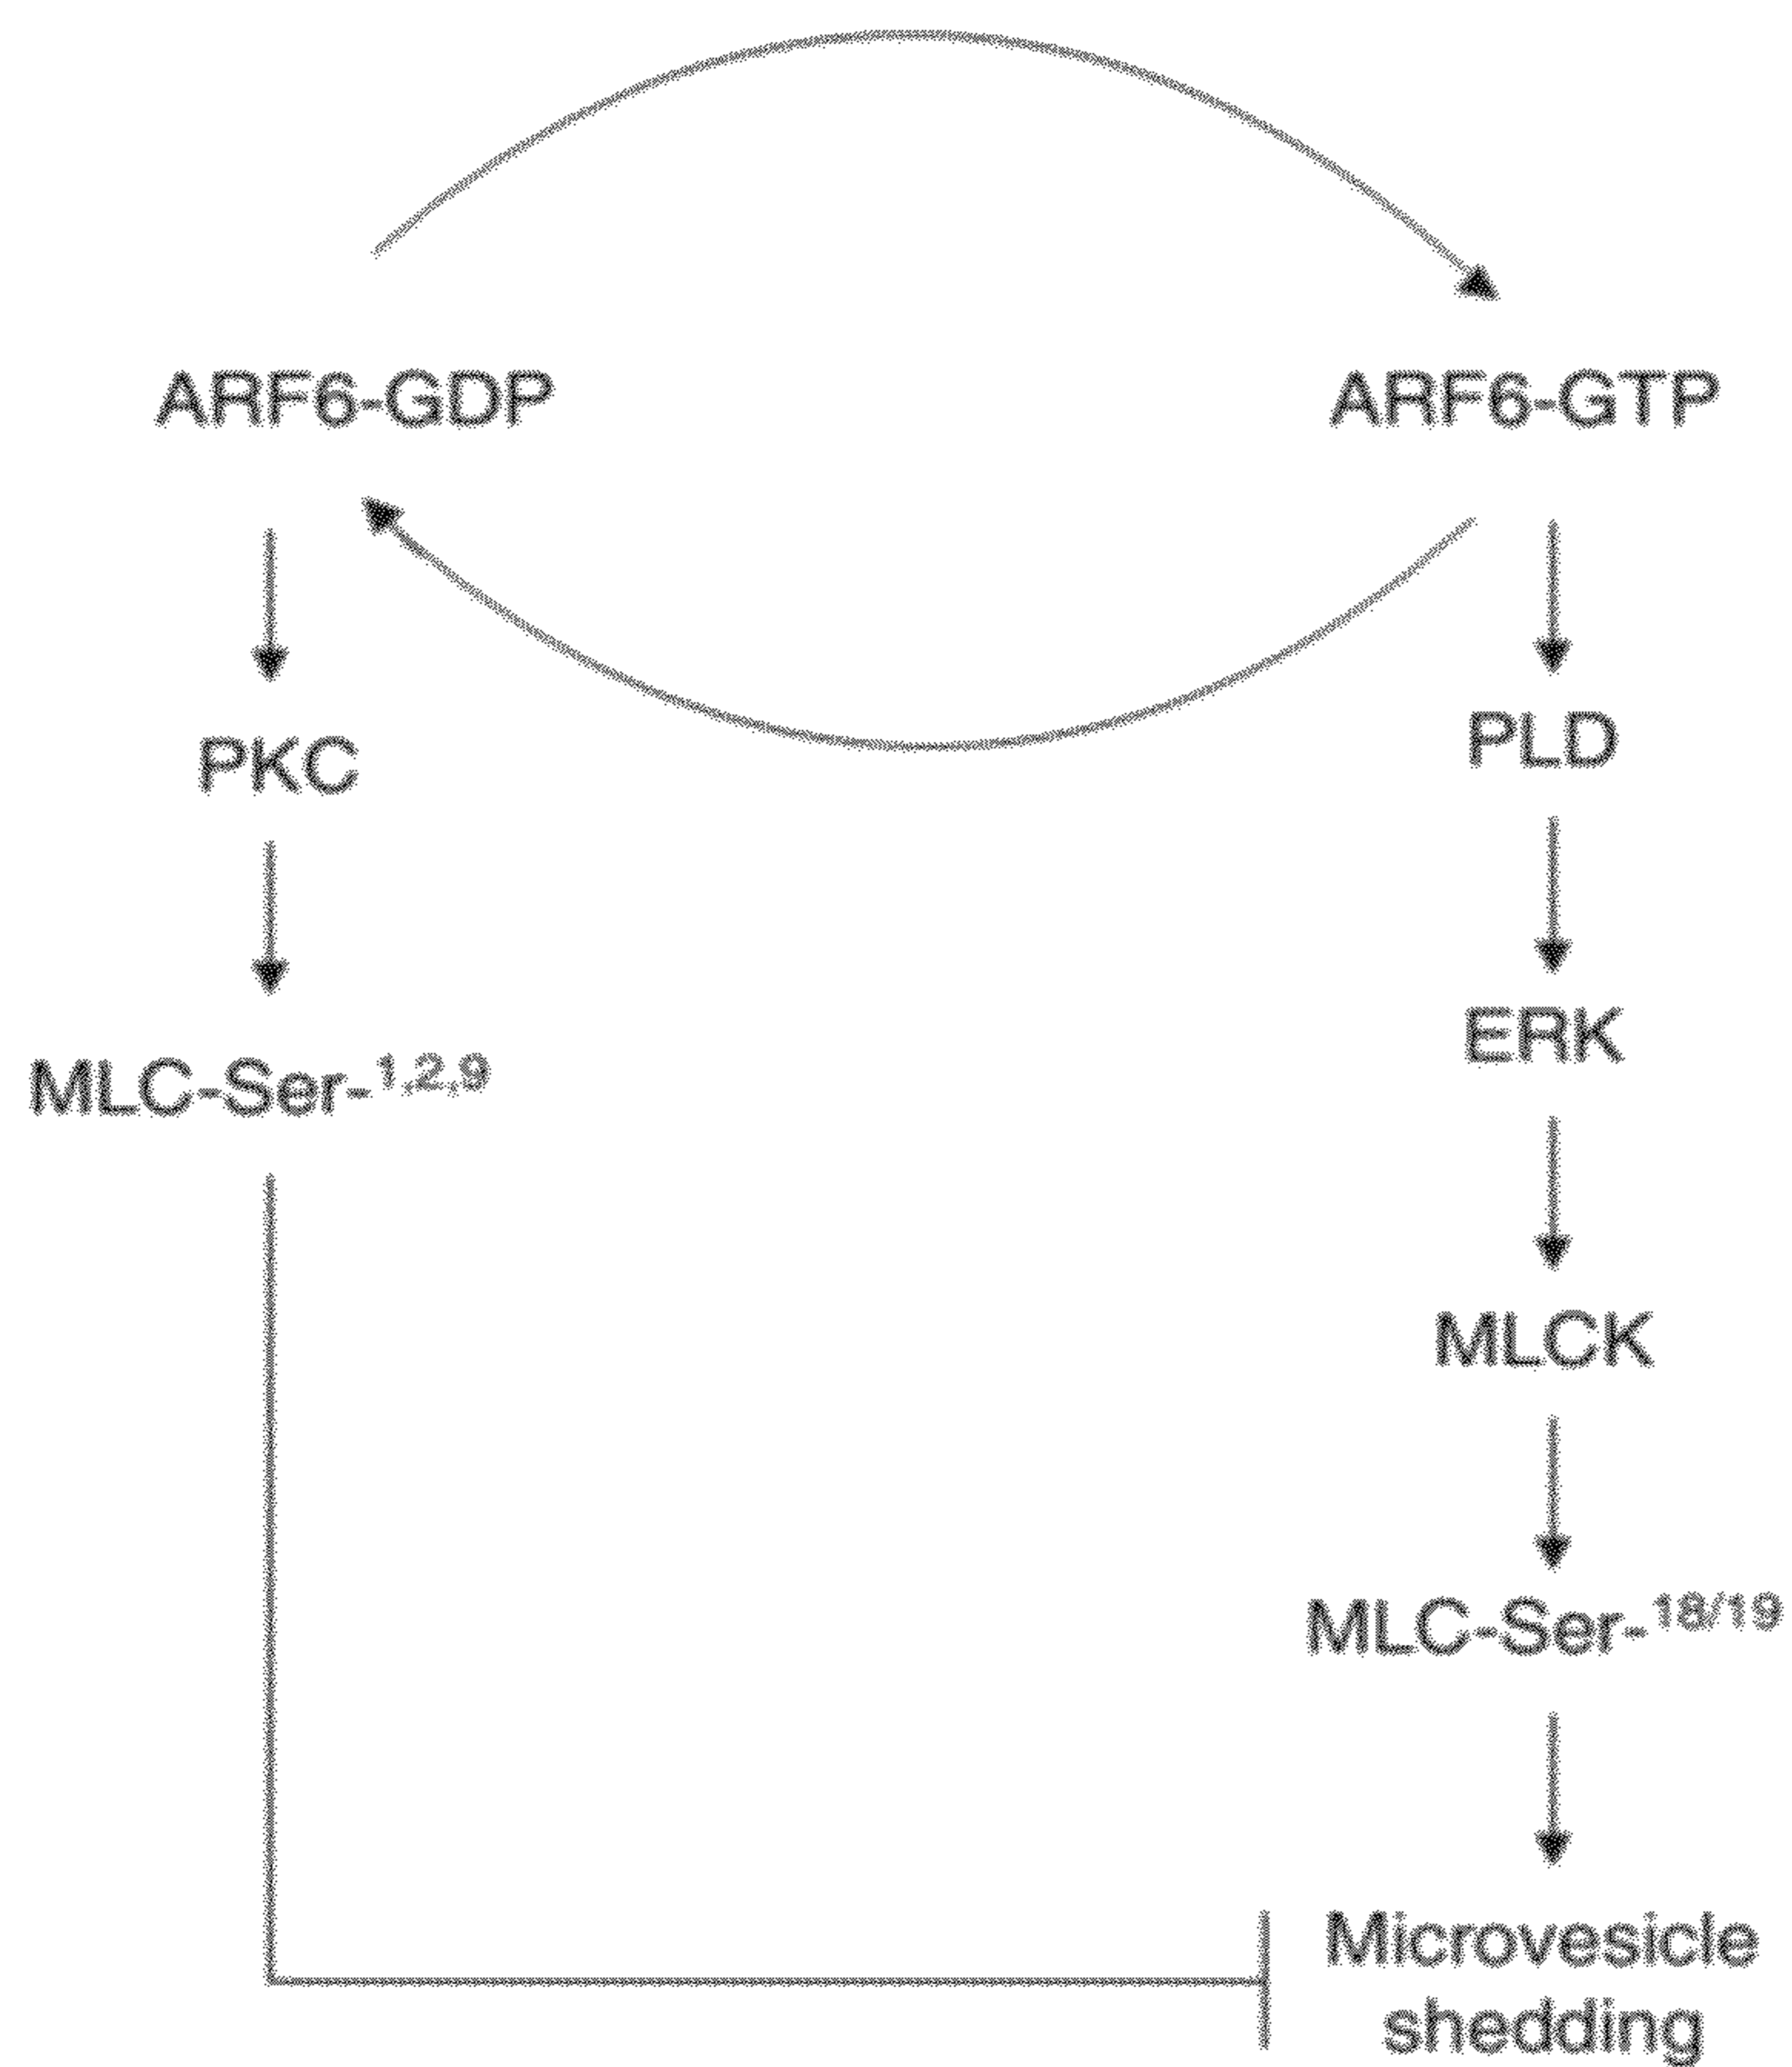 ARF6-GDP
ARF6-GTP
PKC
PLD
MLC-Ser-1,2,9
ERK
MLCK
MLC-Ser-18/19
Microvesicle
shedding